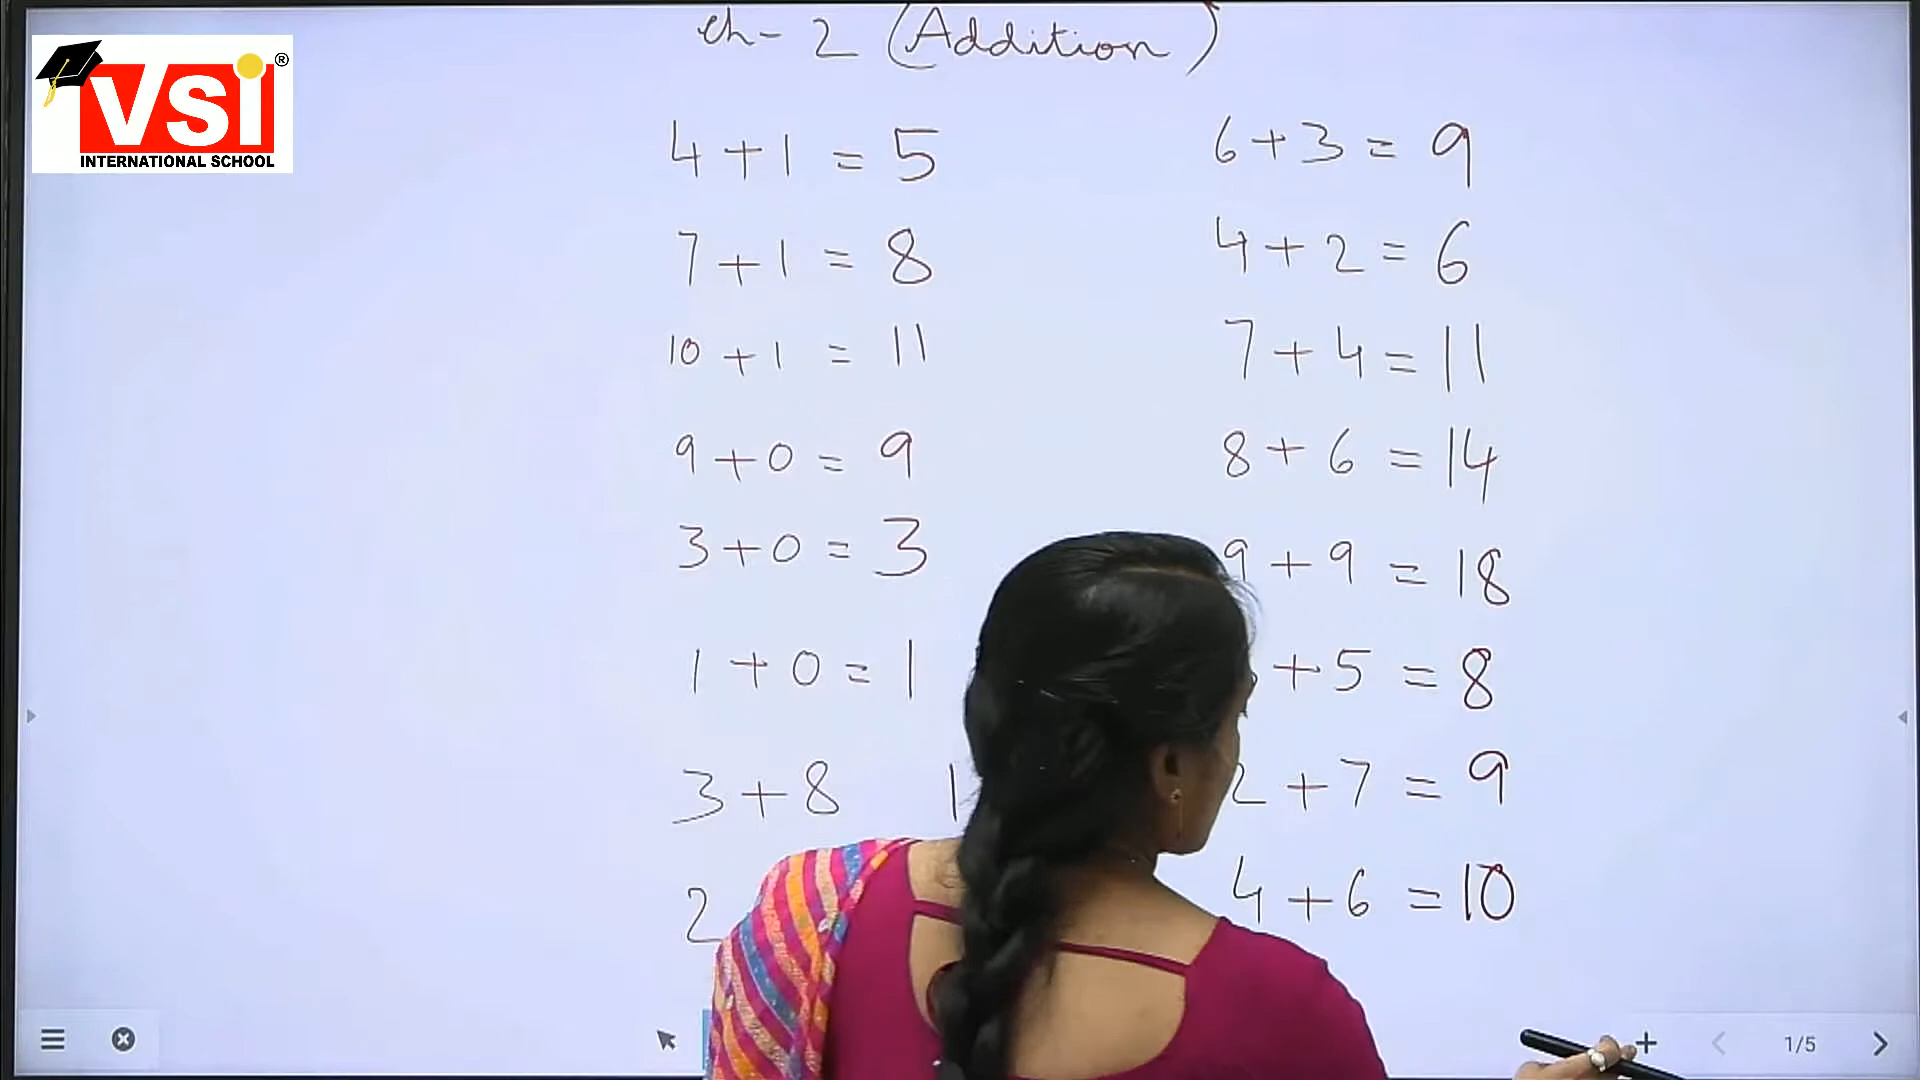 VSI®
INTERNATIONAL SCHOOL
Ch- 2 (Addition)
4 + 1 = 5
7 + 1 = 8
10 + 1 = 11
9 + 0 = 9
3 + 0 = 3
1 + 0 = 1
3 + 8 1
2
6 + 3 = 9
4 + 2 = 6
7 + 4 = 11
8 + 6 = 14
9 + 9 = 18
+ 5 = 8
2 + 7 = 9
4 + 6 = 10
1/5